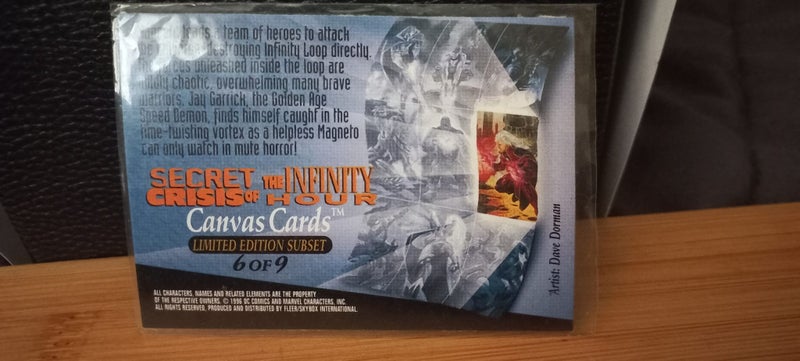 a team of heroes to attack
destroying Infinity Loop directly.
unleashed inside the loop are
chaotic, overwhelming many brave
warriors. Jay Garrick, the Golden Age
Speed Demon, finds himself caught in the
time-twisting vortex as a helpless Magneto
can only watch in mute horror!
SECRET CRISIS OF THE INFINITY HOUR
Canvas Cards™
LIMITED EDITION SUBSET
6 OF 9
Artist: Dave Dorman
ALL CHARACTERS, NAMES AND RELATED ELEMENTS ARE THE PROPERTY
OF THE RESPECTIVE OWNERS. © 1996 DC COMICS AND MARVEL CHARACTERS, INC.
ALL RIGHTS RESERVED, PRODUCED AND DISTRIBUTED BY FLEER/SKYBOX INTERNATIONAL.